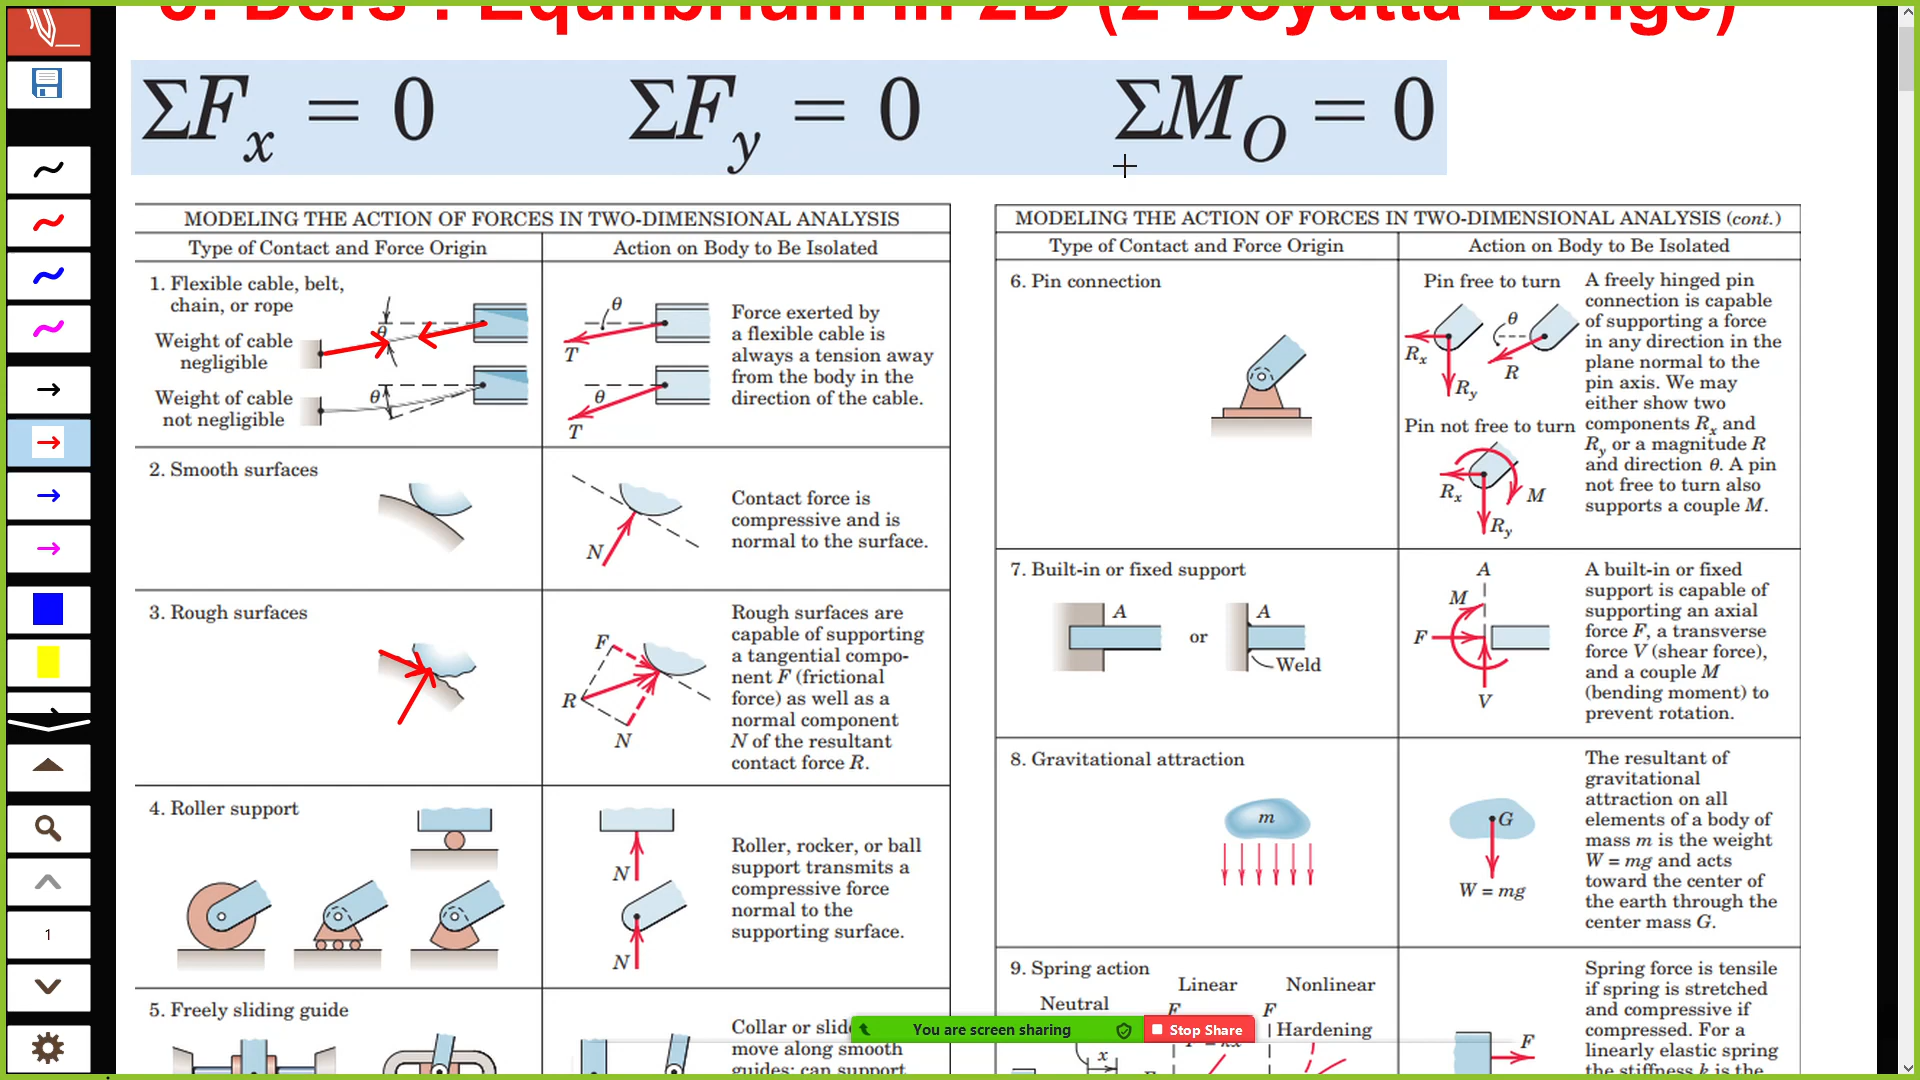 ΣFx = 0 ΣFy = 0 ΣMO = 0
MODELING THE ACTION OF FORCES IN TWO-DIMENSIONAL ANALYSIS
Type of Contact and Force Origin
Action on Body to Be Isolated
1. Flexible cable, belt,
chain, or rope
Weight of cable
negligible
θ
Weight of cable
not negligible
θ
θ
T
θ
T
Force exerted by
a flexible cable is
always a tension away
from the body in the
direction of the cable.
2. Smooth surfaces
N
Contact force is
compressive and is
normal to the surface.
3. Rough surfaces
F
R
N
Rough surfaces are
capable of supporting
a tangential compo-
nent F (frictional
force) as well as a
normal component
N of the resultant
contact force R.
4. Roller support
N
N
Roller, rocker, or ball
support transmits a
compressive force
normal to the
supporting surface.
5. Freely sliding guide
move along smooth
MODELING THE ACTION OF FORCES IN TWO-DIMENSIONAL ANALYSIS (cont.)
Type of Contact and Force Origin
Action on Body to Be Isolated
6. Pin connection
Pin free to turn
θ
Rx
Ry
R
Pin not free to turn
Rx
M
Ry
A freely hinged pin
connection is capable
of supporting a force
in any direction in the
plane normal to the
pin axis. We may
either show two
components Rx and
Ry or a magnitude R
and direction θ. A pin
not free to turn also
supports a couple M.
7. Built-in or fixed support
A
or
A
Weld
A
M
F
V
A built-in or fixed
support is capable of
supporting an axial
force F, a transverse
force V (shear force),
and a couple M
(bending moment) to
prevent rotation.
8. Gravitational attraction
m
G
W = mg
The resultant of
gravitational
attraction on all
elements of a body of
mass m is the weight
W = mg and acts
toward the center of
the earth through the
center mass G.
9. Spring action
Neutral
Linear
Nonlinear
F
F
Hardening
x
F
Spring force is tensile
if spring is stretched
and compressive if
compressed. For a
linearly elastic spring
the stiffness k is the
1
You are screen sharing
Stop Share